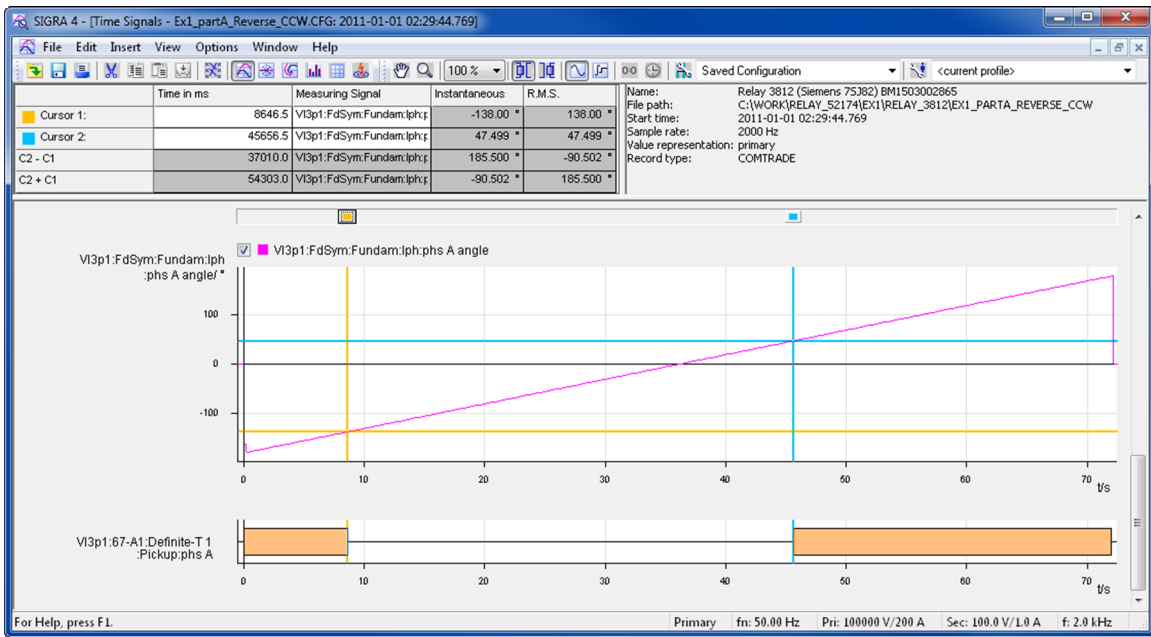 SIGRA 4 - [Time Signals - Ex1_partA_Reverse_CCW.CFG: 2011-01-01 02:29:44.769]
File Edit Insert View Options Window Help
100 % Saved Configuration <current profile>
Time in ms Measuring Signal Instantaneous R.M.S.
Cursor 1: 8646.5 VI3p1:FdSym:Fundam:Iph:p -138.00 ° 138.00 °
Cursor 2: 45656.5 VI3p1:FdSym:Fundam:Iph:p 47.499 ° 47.499 °
C2 - C1 37010.0 VI3p1:FdSym:Fundam:Iph:p 185.500 ° -90.502 °
C2 + C1 54303.0 VI3p1:FdSym:Fundam:Iph:p -90.502 ° 185.500 °
Name: Relay 3812 (Siemens 7SJ82) BM1503002865
File path: C:\WORK\RELAY_52174\EX1\RELAY_3812\EX1_PARTA_REVERSE_CCW
Start time: 2011-01-01 02:29:44.769
Sample rate: 2000 Hz
Value representation: primary
Record type: COMTRADE
VI3p1:FdSym:Fundam:Iph:phs A angle
VI3p1:FdSym:Fundam:Iph
:phs A angle/ °
100
0
-100
0 10 20 30 40 50 60 70 t/s
VI3p1:67-A1:Definite-T 1
:Pickup:phs A
0 10 20 30 40 50 60 70 t/s
For Help, press F1. Primary fn: 50.00 Hz Pri: 100000 V/200 A Sec: 100.0 V/1.0 A f: 2.0 kHz